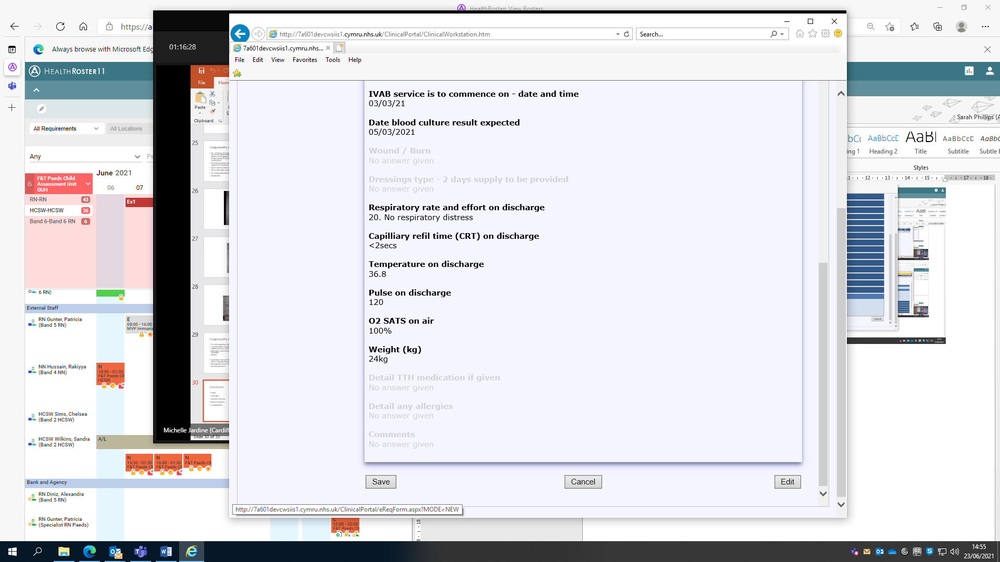 HealthRoster: View Rosters
https://a
Always browse with Microsoft Edg
01:16:28
http://7a601devcwsiis1.cymru.nhs.uk/ClinicalPortal/ClinicalWorkstation.htm
Search...
7a601devcwsiis1.cymru.nhs...
File Edit View Favorites Tools Help
HEALTHROSTER11
File Hom
Paste
Clipboard
All Requirements
All Locations
Any
Pe
June 2021
06 07
F&T Paeds Child
Assessment Unit
GUH
RN-RN 43
HCSW-HCSW 36
Band 6-Band 6 RN 6
Ex1
6 RN)
External Staff
RN Gunter, Patricia
(Band 5 RN)
E
08:00 - 16:00
MVP Immuniz
NN Hussain, Rakiyya
(Band 4 NN)
N
18:00 - 01:30
F&T Paeds Ch
HCSW
HCSW Sims, Chelsea
(Band 2 HCSW)
HCSW Wilkins, Sandra
(Band 2 HCSW)
A/L
N
19:30 - 01:30
F&T Paeds Ch
N
16:00 - 01:30
F&T Paeds Ch
N
F&T Paeds Ch
Bank and Agency
RN Diniz, Alexandra
(Band 5 RN)
RN Gunter, Patricia
(Specialist RN Paeds)
15:00 - 22:00
F&T Paeds Ch
25
26
27
28
29
30
Conclusion
Michelle Jardine (Cardiff
Slide 30 of 30
IVAB service is to commence on - date and time
03/03/21
Date blood culture result expected
05/03/2021
Wound / Burn
No answer given
Dressings type - 2 days supply to be provided
No answer given
Respiratory rate and effort on discharge
20. No respiratory distress
Capilliary refil time (CRT) on discharge
<2secs
Temperature on discharge
36.8
Pulse on discharge
120
O2 SATS on air
100%
Weight (kg)
24kg
Detail TTH medication if given
No answer given
Detail any allergies
No answer given
Comments
No answer given
Save Cancel Edit
http://7a601devcwsiis1.cymru.nhs.uk/ClinicalPortal/eReqForm.aspx?MODE=NEW
Sarah Phillips (A
AaBbCcD AaBl AaBbCcD AaBbC
ing 1 Heading 2 Title Subtitle Subtle E
Styles
11 · 12 · 13 · 14 · 15 · 17 · 18
Cancel
14:55
23/06/2021